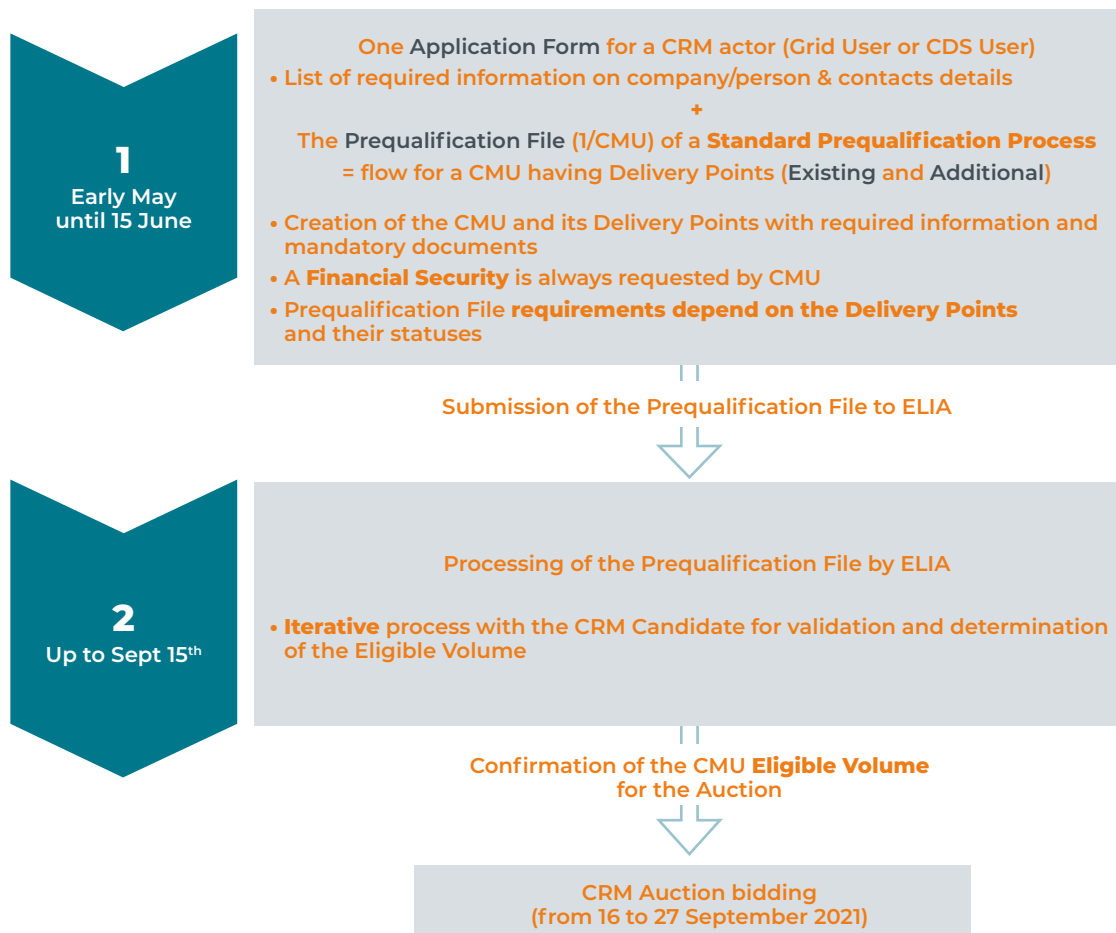 One Application Form for a CRM actor (Grid User or CDS User)
• List of required information on company/person & contacts details
+
The Prequalification File (1/CMU) of a Standard Prequalification Process
= flow for a CMU having Delivery Points (Existing and Additional)
1
Early May
until 15 June
• Creation of the CMU and its Delivery Points with required information and
mandatory documents
• A Financial Security is always requested by CMU
• Prequalification File requirements depend on the Delivery Points
and their statuses
Submission of the Prequalification File to ELIA
Processing of the Prequalification File by ELIA
2
Up to Sept 15th
• Iterative process with the CRM Candidate for validation and determination
of the Eligible Volume
Confirmation of the CMU Eligible Volume
for the Auction
CRM Auction bidding
(from 16 to 27 September 2021)